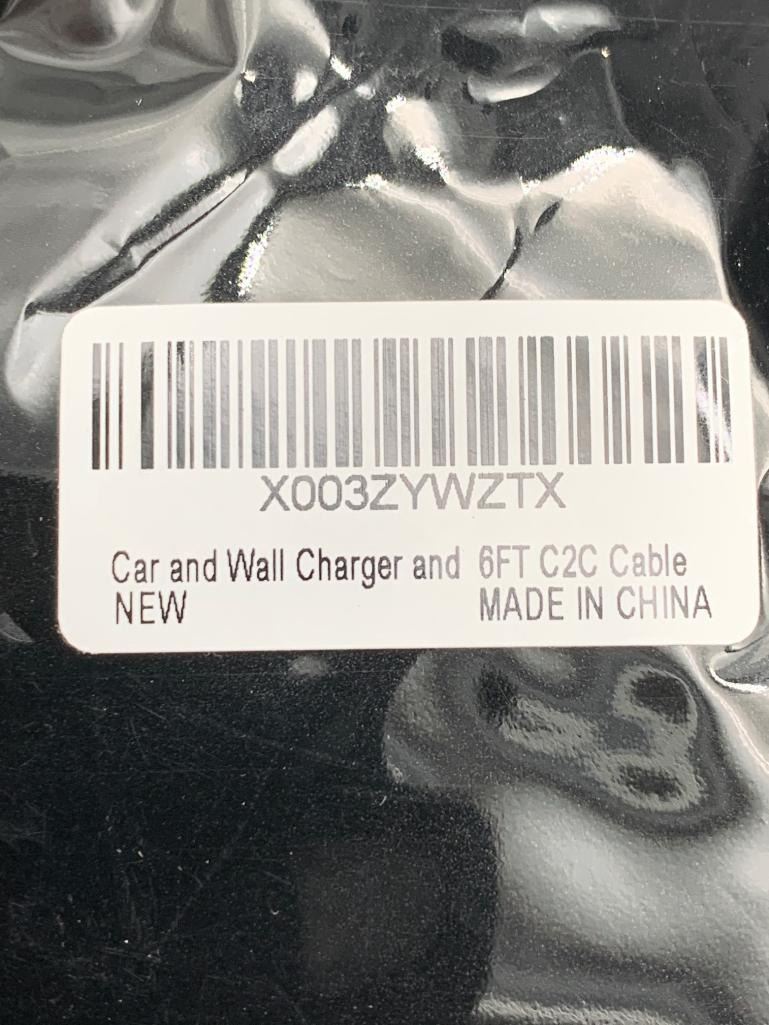 X003ZYWZTX
Car and Wall Charger and 6FT C2C Cable
NEW MADE IN CHINA